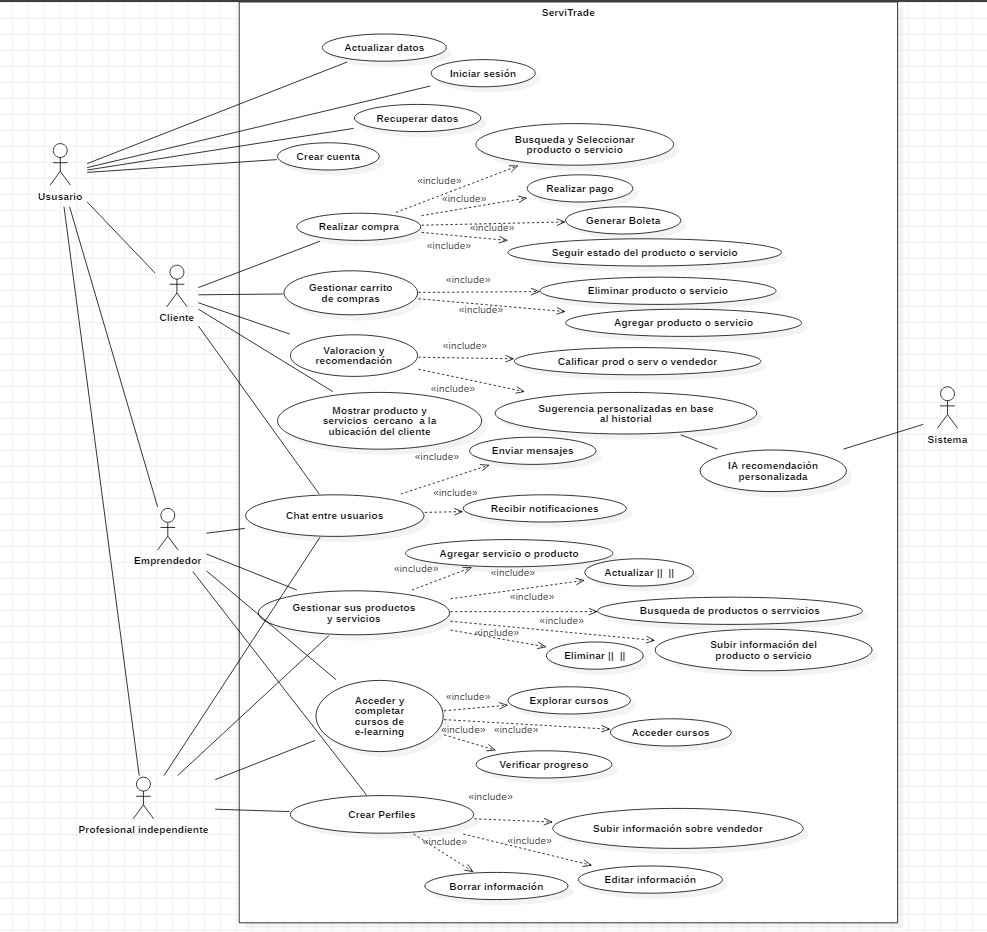 ServiTrade
Actualizar datos
Iniciar sesión
Recuperar datos
Crear cuenta
Ususario
Busqueda y Seleccionar
producto o servicio
«include»
Realizar pago
«include»
Realizar compra
Generar Boleta
«include»
«include»
Seguir estado del producto o servicio
Cliente
Gestionar carrito
de compras
«include»
Eliminar producto o servicio
«include»
Agregar producto o servicio
Valoracion y
recomendación
«include»
Calificar prod o serv o vendedor
«include»
Sugerencia personalizadas en base
al historial
Mostrar producto y
servicios cercano a la
ubicación del cliente
Sistema
IA recomendación
personalizada
Enviar mensajes
«include»
Chat entre usuarios
«include»
Recibir notificaciones
Emprendedor
Agregar servicio o producto
«include»
«include»
Actualizar || ||
Gestionar sus productos
y servicios
«include»
Busqueda de productos o serrvicios
«include»
«include»
Subir información del
producto o servicio
Eliminar || ||
Acceder y
completar
cursos de
e-learning
«include»
Explorar cursos
«include»
«include»
Acceder cursos
Verificar progreso
Profesional independiente
Crear Perfiles
«include»
Subir información sobre vendedor
«include»
«include»
Borrar información
Editar información